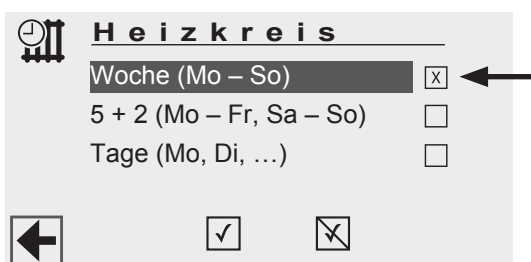 Heizkreis
Woche (Mo – So) X
5 + 2 (Mo – Fr, Sa – So)
Tage (Mo, Di, …)